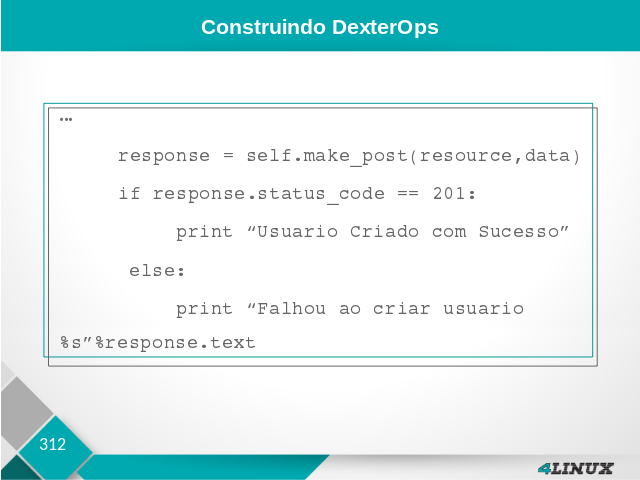 Construindo DexterOps
…
response = self.make_post(resource,data)
if response.status_code == 201:
print “Usuario Criado com Sucesso”
else:
print “Falhou ao criar usuario
%s”%response.text
312
4LINUX